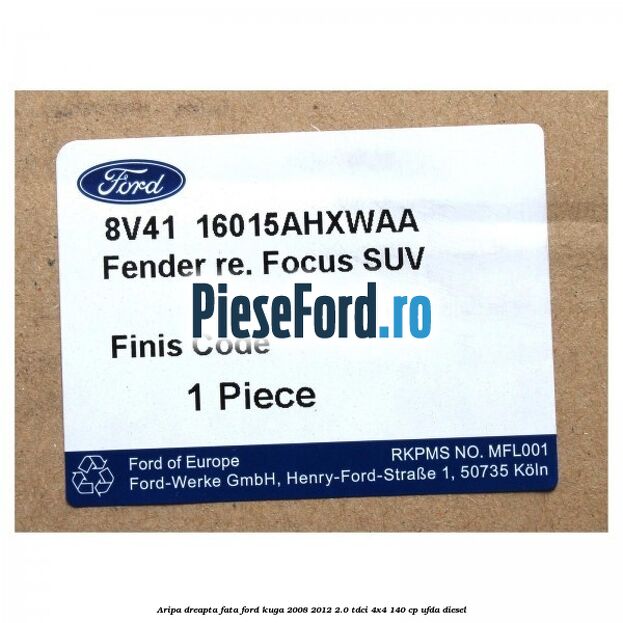 Ford
8V41 16015AHXWAA
Fender re. Focus SUV
PieseFord.ro
Finis Code
1 Piece
RKPMS NO. MFL001
Ford of Europe
Ford-Werke GmbH, Henry-Ford-Straße 1, 50735 Köln
Aripa dreapta fata ford kuga 2008 2012 2.0 tdci 4x4 140 cp ufda diesel